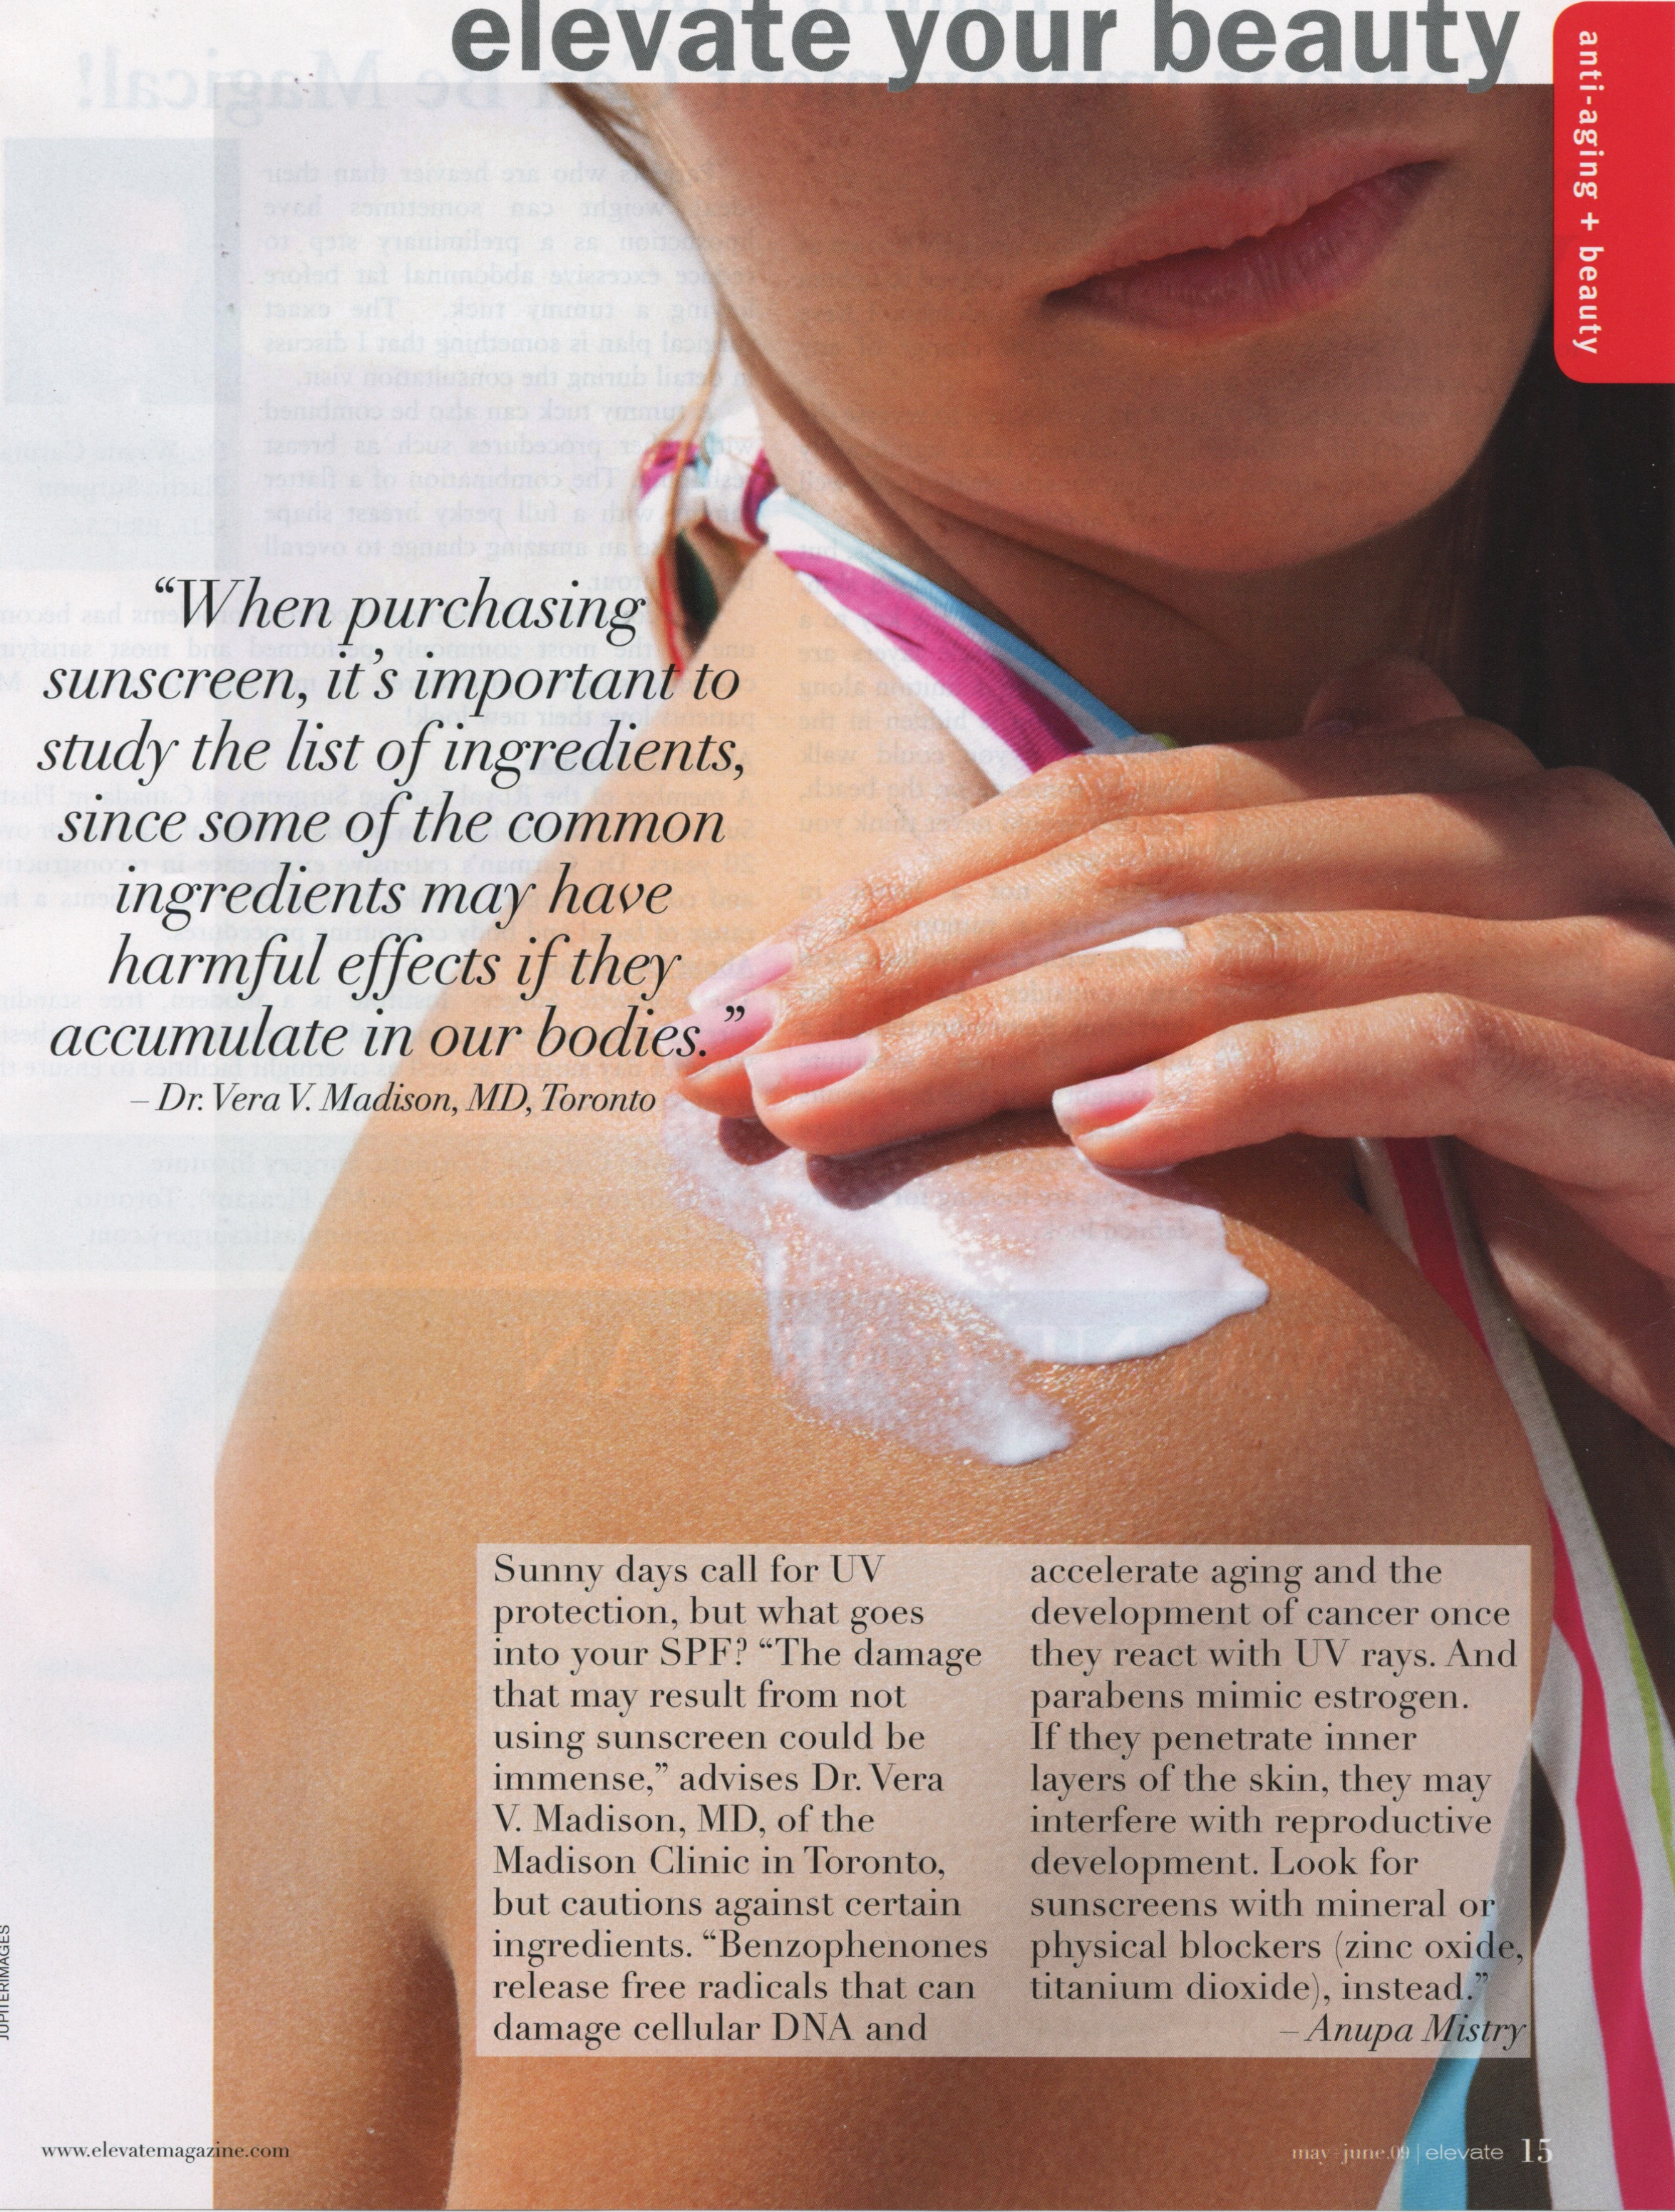 elevate your beauty
anti-aging + beauty
“When purchasing
sunscreen, it’s important to
study the list of ingredients,
since some of the common
ingredients may have
harmful effects if they
accumulate in our bodies.”
– Dr. Vera V. Madison, MD, Toronto
Sunny days call for UV
protection, but what goes
into your SPF? “The damage
that may result from not
using sunscreen could be
immense,” advises Dr. Vera
V. Madison, MD, of the
Madison Clinic in Toronto,
but cautions against certain
ingredients. “Benzophenones
release free radicals that can
damage cellular DNA and
accelerate aging and the
development of cancer once
they react with UV rays. And
parabens mimic estrogen.
If they penetrate inner
layers of the skin, they may
interfere with reproductive
development. Look for
sunscreens with mineral or
physical blockers (zinc oxide,
titanium dioxide), instead.”
– Anupa Mistry
JUPITERIMAGES
www.elevatemagazine.com
may-june.09 | elevate 15